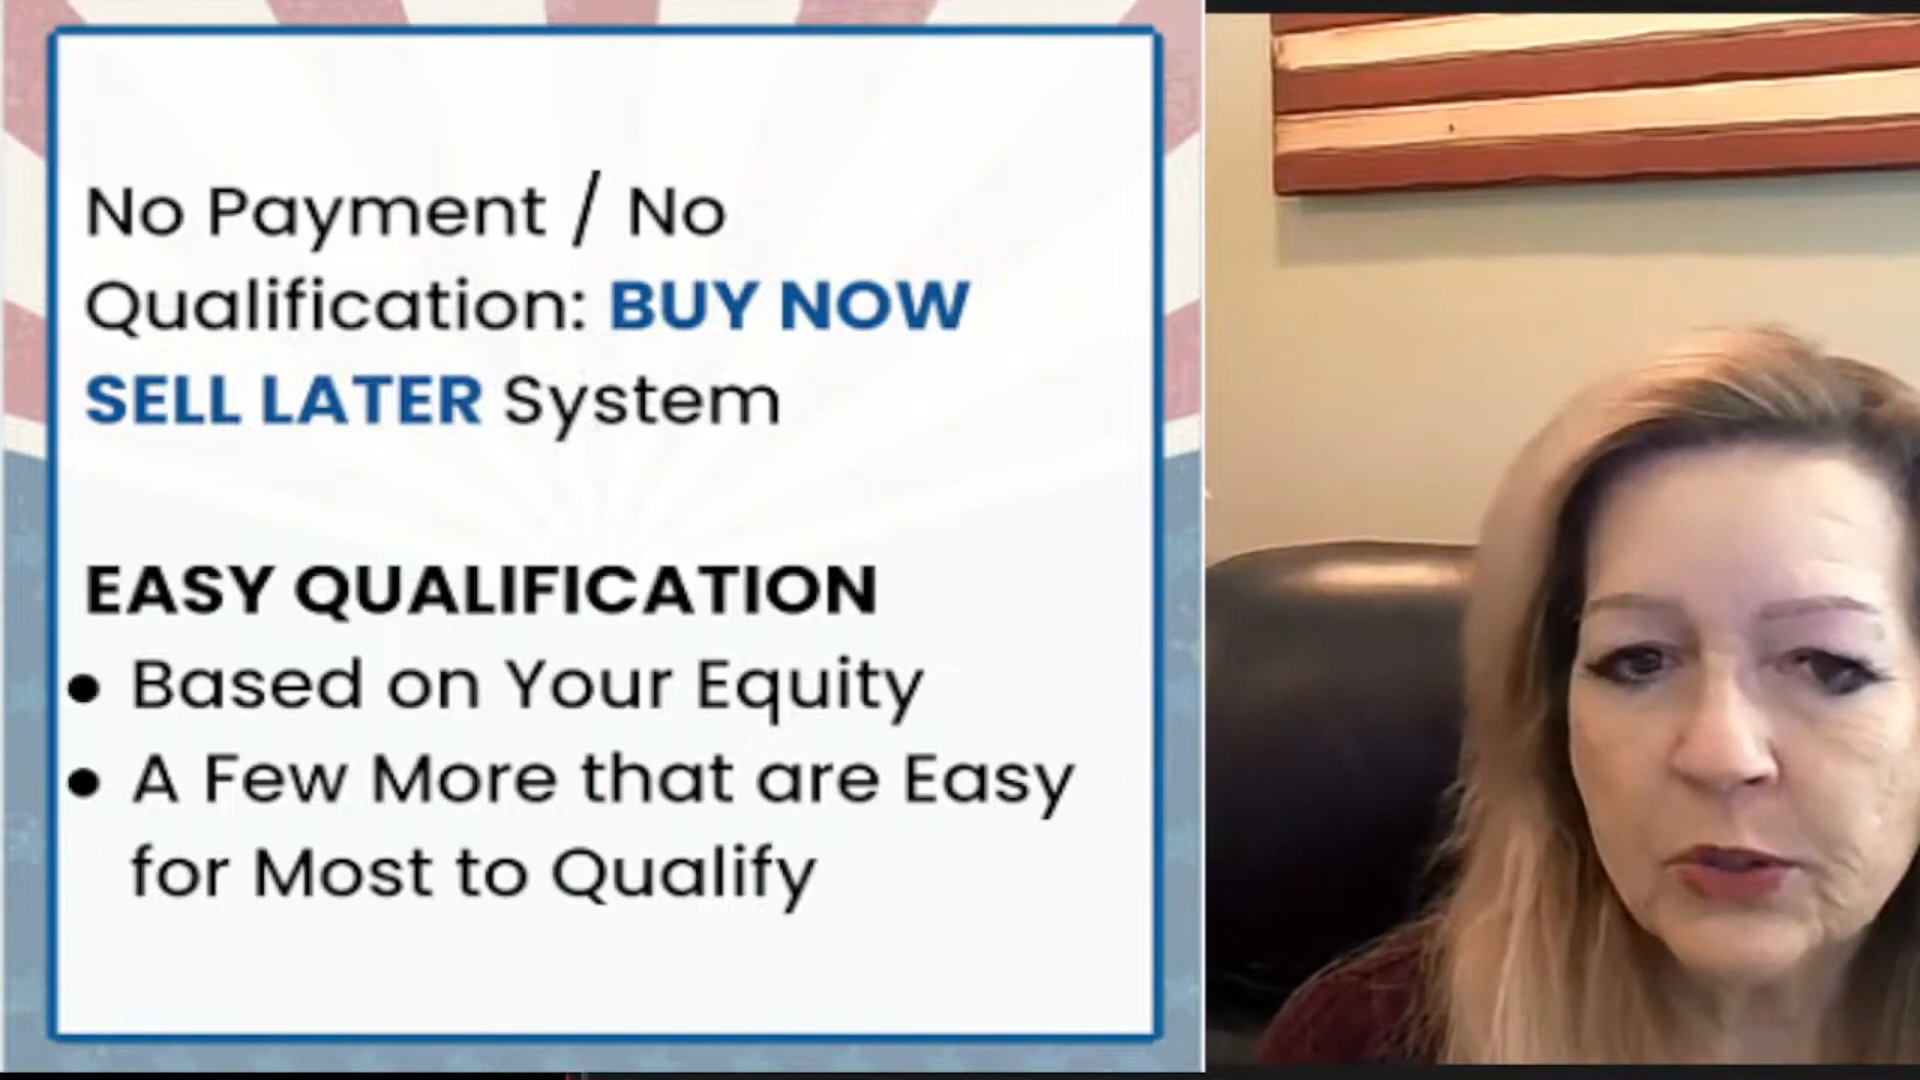 No Payment / No
Qualification: BUY NOW
SELL LATER System
EASY QUALIFICATION
• Based on Your Equity
• A Few More that are Easy
for Most to Qualify